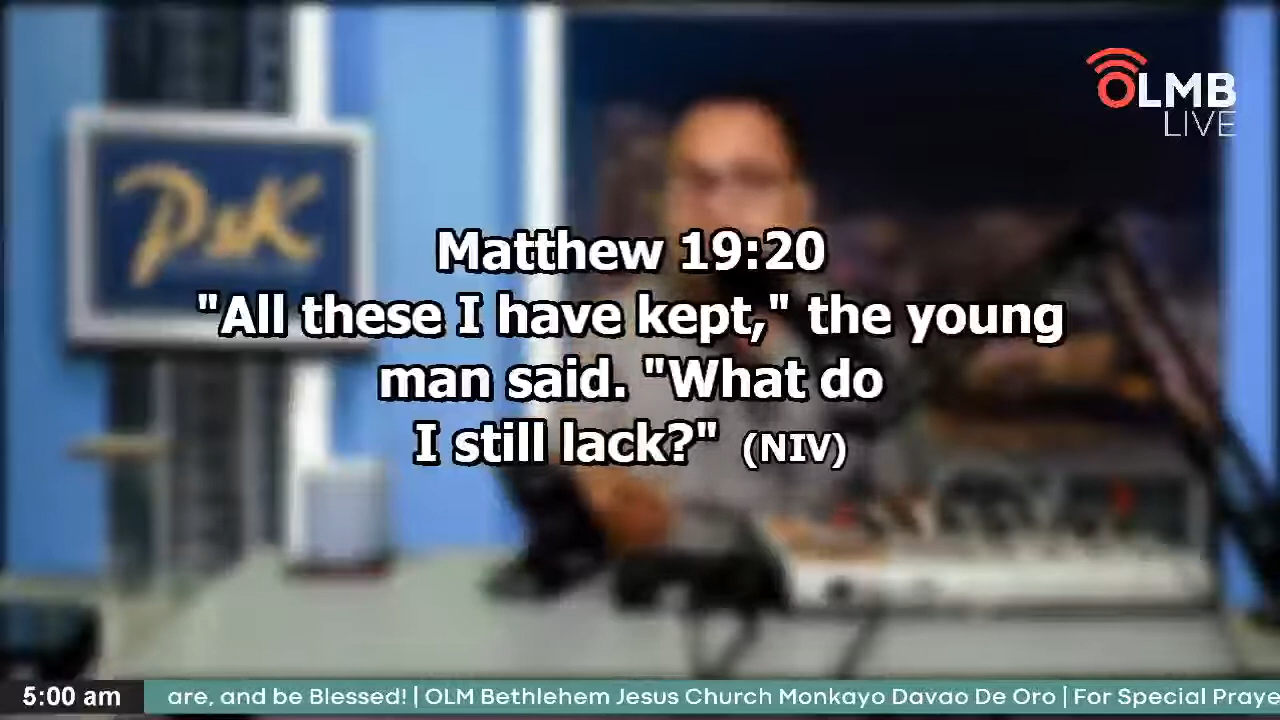 OLMB
LIVE
PsK
Matthew 19:20
"All these I have kept," the young
man said. "What do
I still lack?" (NIV)
5:00 am
are, and be Blessed! | OLM Bethlehem Jesus Church Monkayo Davao De Oro | For Special Praye